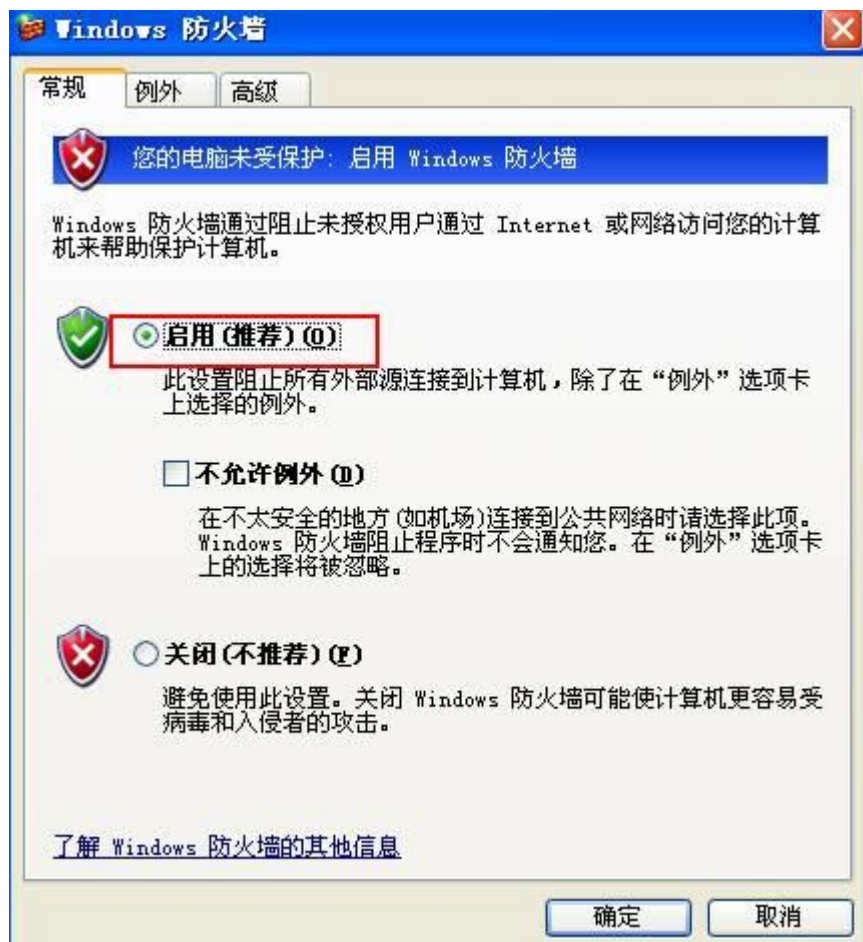 Windows 防火墙
常规 例外 高级
您的电脑未受保护: 启用 Windows 防火墙
Windows 防火墙通过阻止未授权用户通过 Internet 或网络访问您的计算
机来帮助保护计算机。
启用(推荐)(O)
此设置阻止所有外部源连接到计算机，除了在“例外”选项卡
上选择的例外。
不允许例外(D)
在不太安全的地方(如机场)连接到公共网络时请选择此项。
Windows 防火墙阻止程序时不会通知您。在“例外”选项卡
上的选择将被忽略。
关闭(不推荐)(F)
避免使用此设置。关闭 Windows 防火墙可能使计算机更容易受
病毒和入侵者的攻击。
了解 Windows 防火墙的其他信息
确定 取消